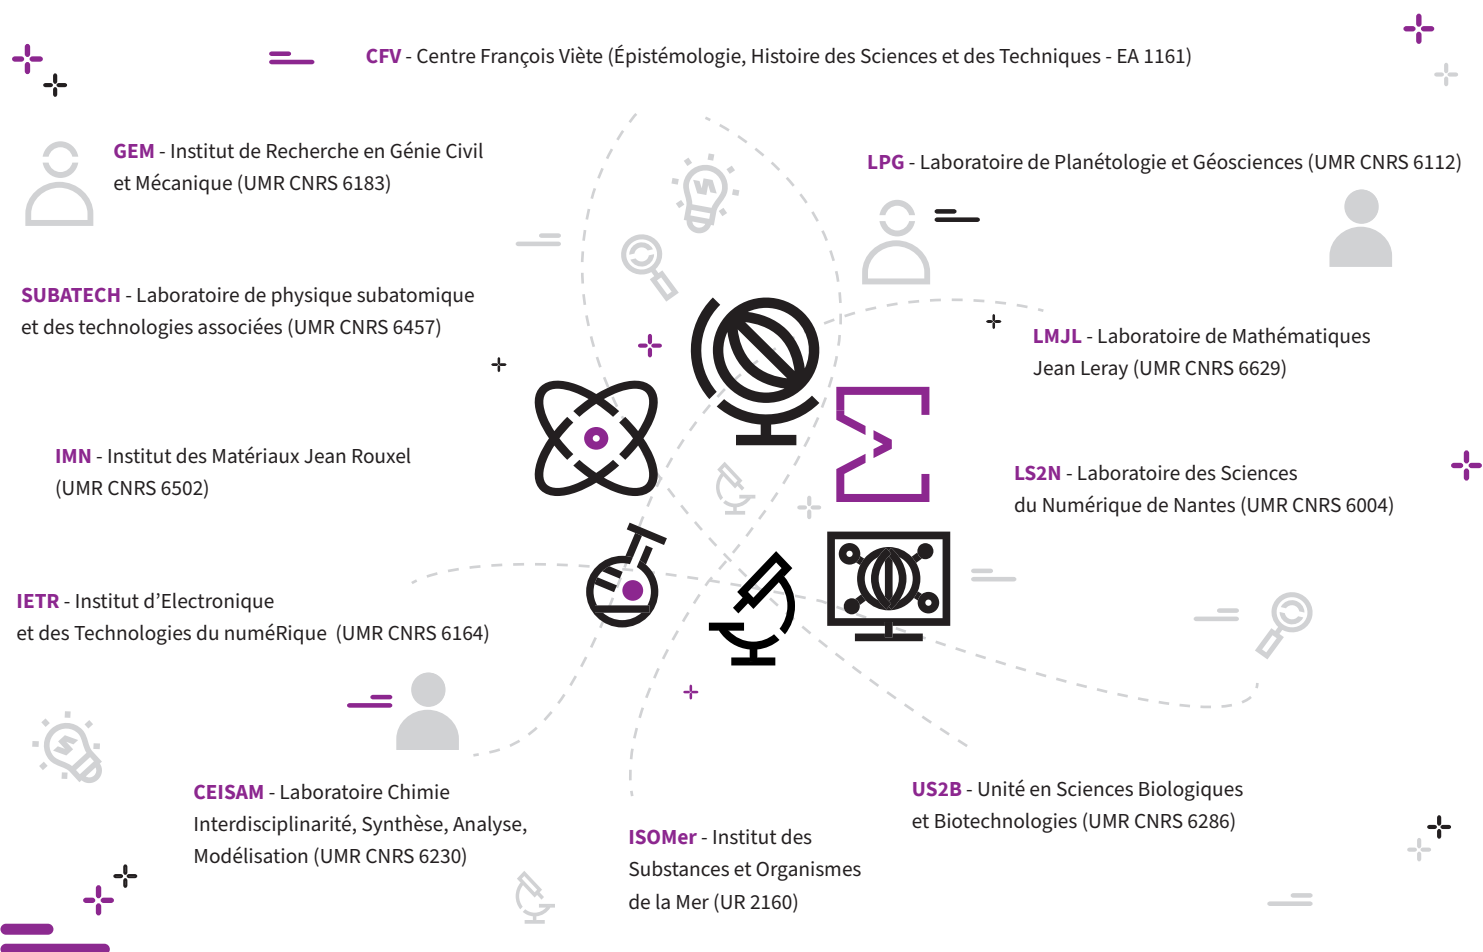 CFV - Centre François Viète (Épistémologie, Histoire des Sciences et des Techniques - EA 1161)
GEM - Institut de Recherche en Génie Civil
et Mécanique (UMR CNRS 6183)
LPG - Laboratoire de Planétologie et Géosciences (UMR CNRS 6112)
SUBATECH - Laboratoire de physique subatomique
et des technologies associées (UMR CNRS 6457)
LMJL - Laboratoire de Mathématiques
Jean Leray (UMR CNRS 6629)
IMN - Institut des Matériaux Jean Rouxel
(UMR CNRS 6502)
LS2N - Laboratoire des Sciences
du Numérique de Nantes (UMR CNRS 6004)
IETR - Institut d’Electronique
et des Technologies du numéRique (UMR CNRS 6164)
CEISAM - Laboratoire Chimie
Interdisciplinarité, Synthèse, Analyse,
Modélisation (UMR CNRS 6230)
ISOMer - Institut des
Substances et Organismes
de la Mer (UR 2160)
US2B - Unité en Sciences Biologiques
et Biotechnologies (UMR CNRS 6286)